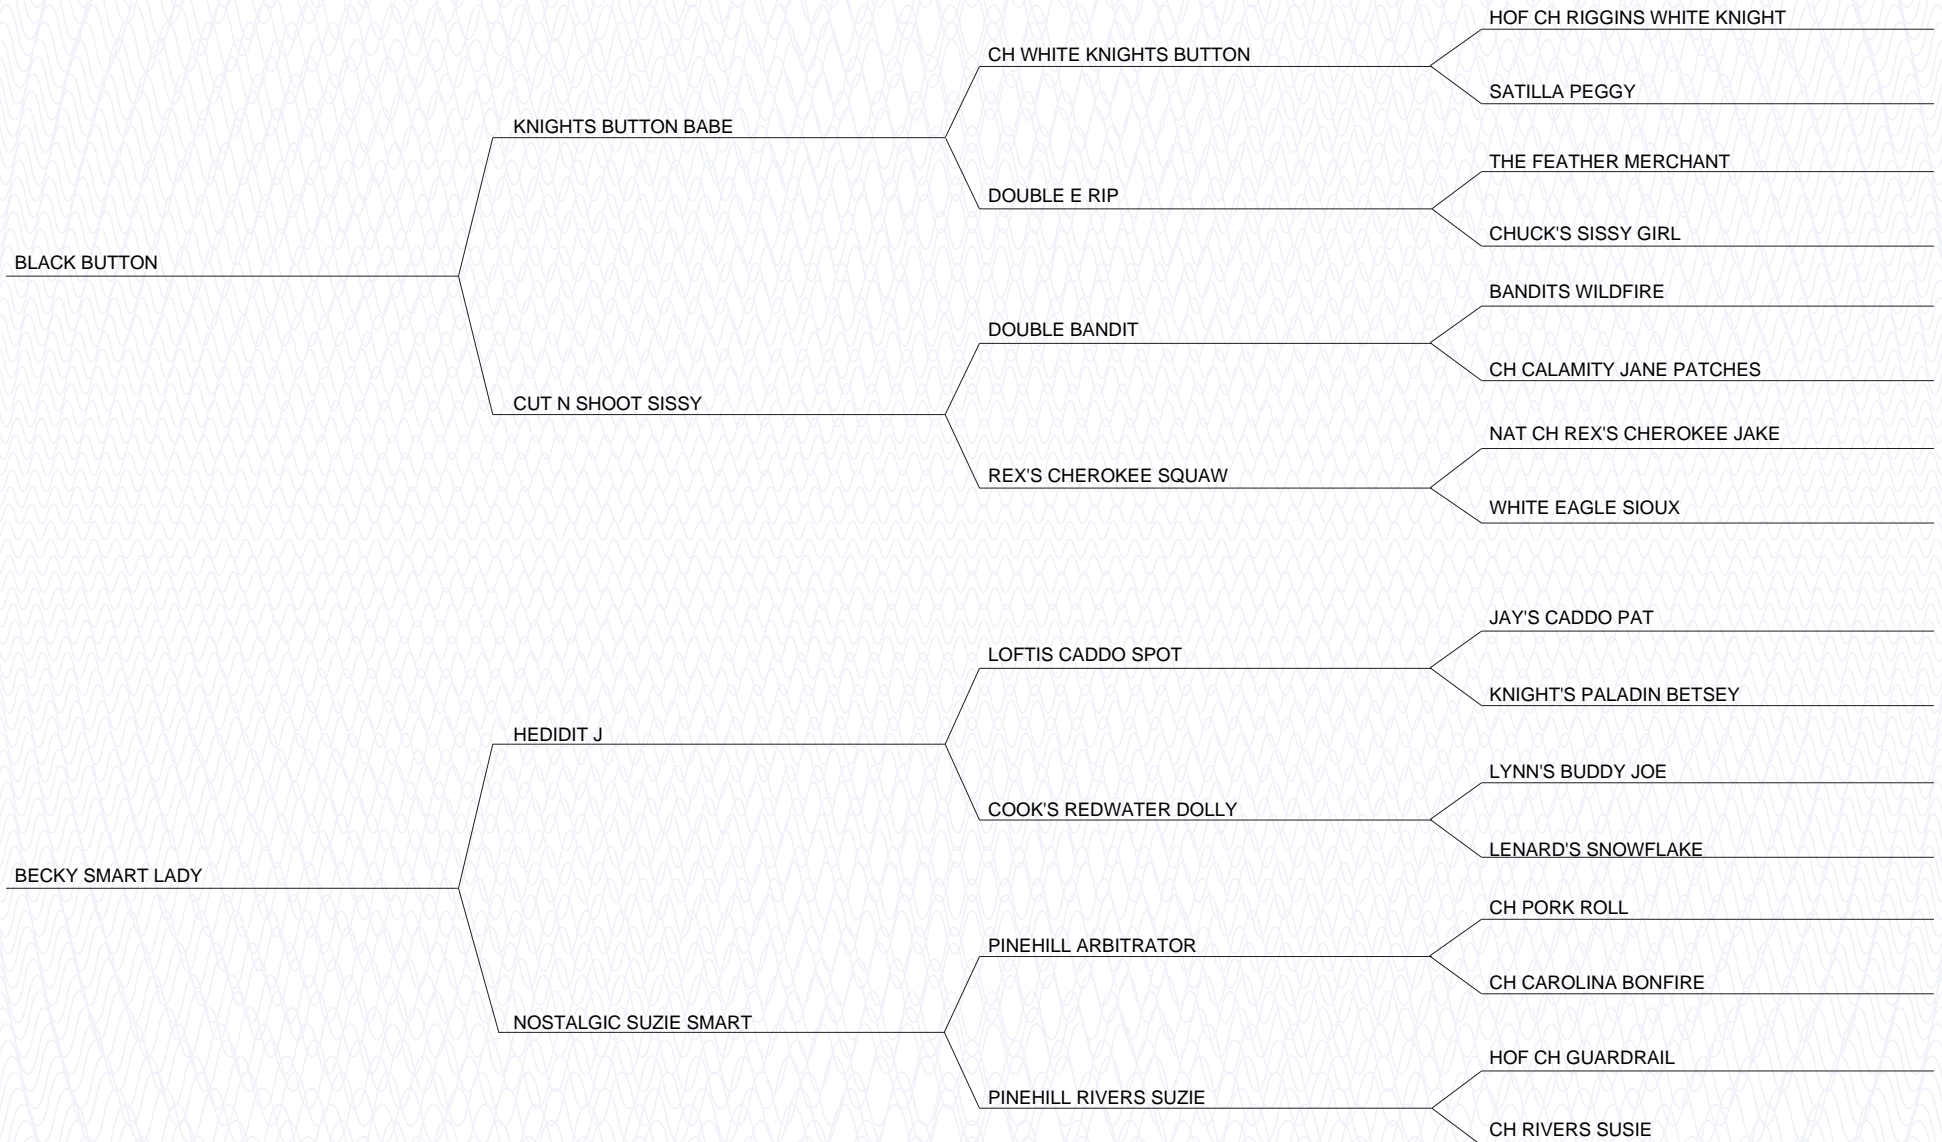 HOF CH RIGGINS WHITE KNIGHT
CH WHITE KNIGHTS BUTTON
SATILLA PEGGY
KNIGHTS BUTTON BABE
THE FEATHER MERCHANT
DOUBLE E RIP
CHUCK'S SISSY GIRL
BLACK BUTTON
BANDITS WILDFIRE
DOUBLE BANDIT
CH CALAMITY JANE PATCHES
CUT N SHOOT SISSY
NAT CH REX'S CHEROKEE JAKE
REX'S CHEROKEE SQUAW
WHITE EAGLE SIOUX
JAY'S CADDO PAT
LOFTIS CADDO SPOT
KNIGHT'S PALADIN BETSEY
HEDIDIT J
LYNN'S BUDDY JOE
COOK'S REDWATER DOLLY
LENARD'S SNOWFLAKE
BECKY SMART LADY
CH PORK ROLL
PINEHILL ARBITRATOR
CH CAROLINA BONFIRE
NOSTALGIC SUZIE SMART
HOF CH GUARDRAIL
PINEHILL RIVERS SUZIE
CH RIVERS SUSIE